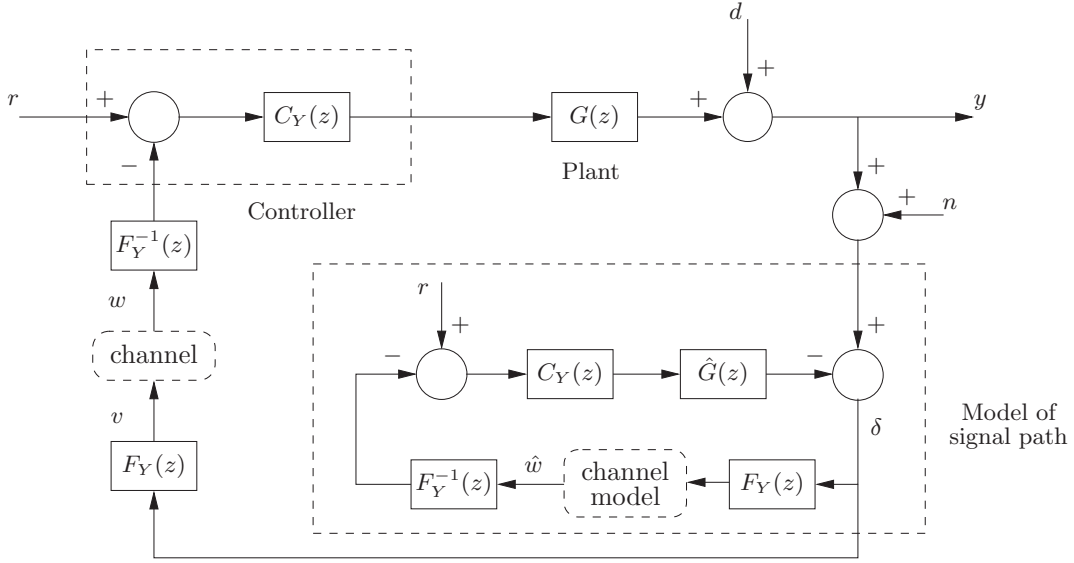 d
r
+
+
+
y
C_Y(z)
G(z)
−
+
Plant
Controller
+
n
F_Y^{-1}(z)
r
w
+
+
−
−
channel
C_Y(z)
Ĝ(z)
Model of
signal path
v
δ
F_Y(z)
ŵ
channel
model
F_Y^{-1}(z)
F_Y(z)